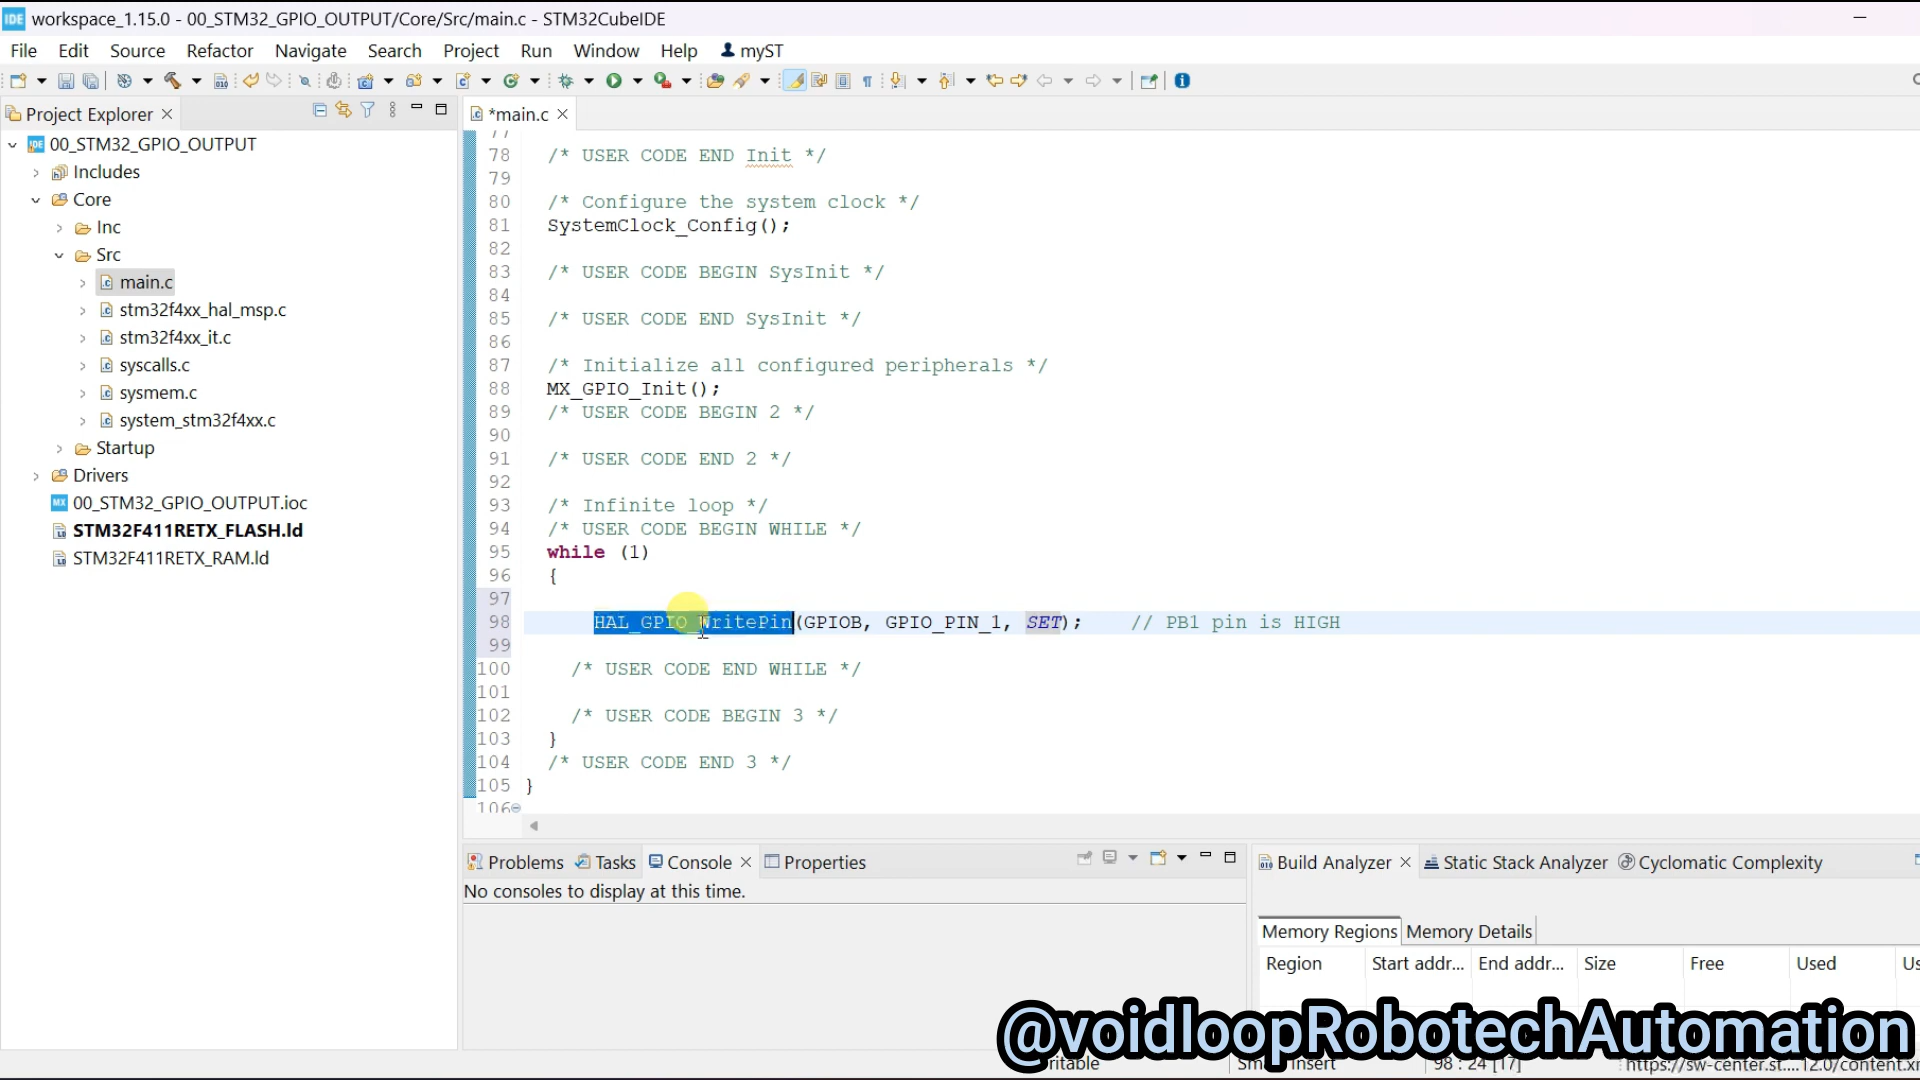 IDE workspace_1.15.0 - 00_STM32_GPIO_OUTPUT/Core/Src/main.c - STM32CubeIDE
File Edit Source Refactor Navigate Search Project Run Window Help myST
Project Explorer
*main.c
00_STM32_GPIO_OUTPUT
Includes
Core
Inc
Src
main.c
stm32f4xx_hal_msp.c
stm32f4xx_it.c
syscalls.c
sysmem.c
system_stm32f4xx.c
Startup
Drivers
00_STM32_GPIO_OUTPUT.ioc
STM32F411RETX_FLASH.ld
STM32F411RETX_RAM.ld
77
78 /* USER CODE END Init */
79
80 /* Configure the system clock */
81 SystemClock_Config();
82
83 /* USER CODE BEGIN SysInit */
84
85 /* USER CODE END SysInit */
86
87 /* Initialize all configured peripherals */
88 MX_GPIO_Init();
89 /* USER CODE BEGIN 2 */
90
91 /* USER CODE END 2 */
92
93 /* Infinite loop */
94 /* USER CODE BEGIN WHILE */
95 while (1)
96 {
97
98 HAL_GPIO_WritePin(GPIOB, GPIO_PIN_1, SET); // PB1 pin is HIGH
99
100 /* USER CODE END WHILE */
101
102 /* USER CODE BEGIN 3 */
103 }
104 /* USER CODE END 3 */
105 }
106
Problems Tasks Console Properties
No consoles to display at this time.
Build Analyzer Static Stack Analyzer Cyclomatic Complexity
Memory Regions Memory Details
Region Start addr... End addr... Size Free Used
@voidloopRobotechAutomation
98 : 24 [17]